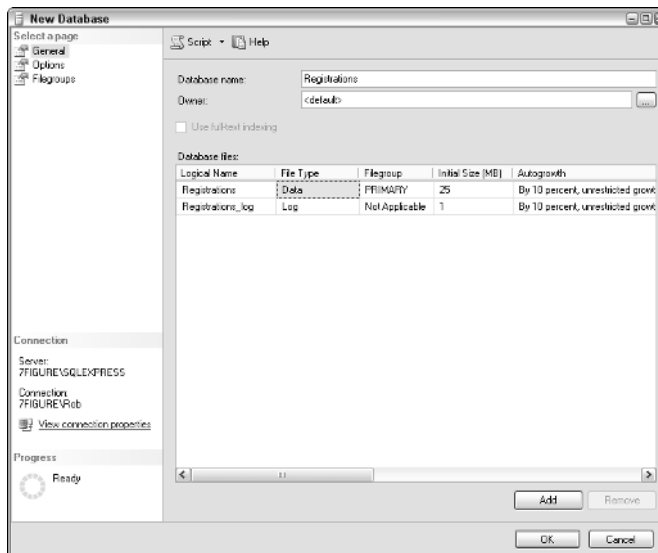 New Database
Select a page
General
Options
Filegroups
Script Help
Database name: Registrations
Owner: <default> ...
Use full-text indexing
Database files:
Logical Name File Type Filegroup Initial Size (MB) Autogrowth
Registrations Data PRIMARY 25 By 10 percent, unrestricted growt
Registrations_log Log Not Applicable 1 By 10 percent, unrestricted growt
Connection
Server:
7FIGURE\SQLEXPRESS
Connection:
7FIGURE\Rob
View connection properties
Progress
Ready
Add Remove
OK Cancel